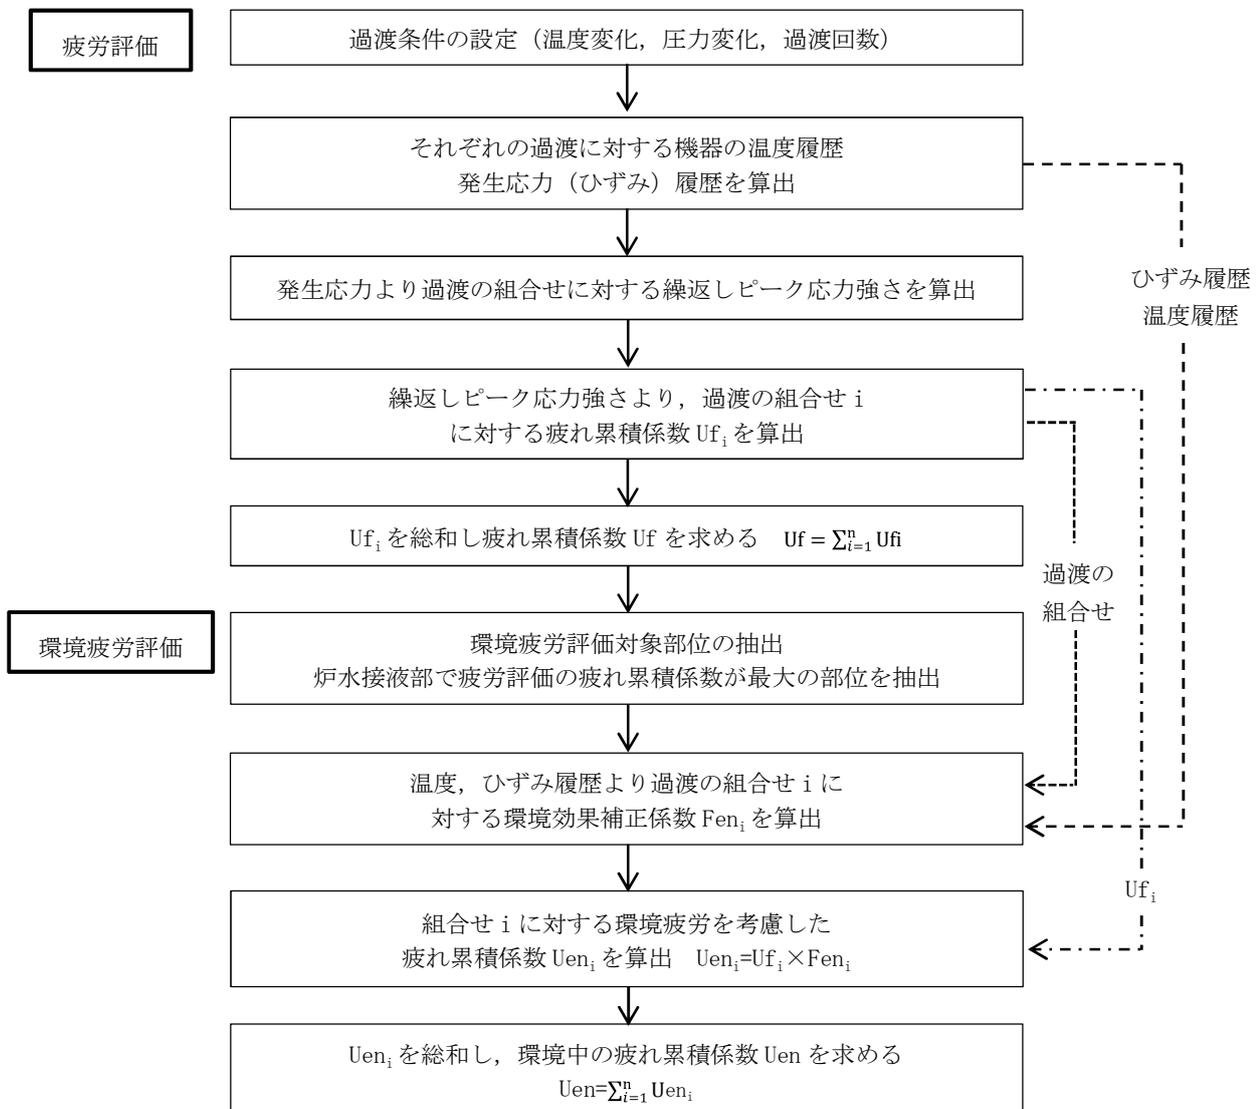 疲労評価
過渡条件の設定（温度変化，圧力変化，過渡回数）
それぞれの過渡に対する機器の温度履歴
発生応力（ひずみ）履歴を算出
発生応力より過渡の組合せに対する繰返しピーク応力強さを算出
ひずみ履歴
温度履歴
繰返しピーク応力強さより，過渡の組合せ i
に対する疲れ累積係数 Ufᵢ を算出
Ufᵢ を総和し疲れ累積係数 Uf を求める　Uf = ∑ⁿᵢ₌₁ Ufi
過渡の
組合せ
環境疲労評価
環境疲労評価対象部位の抽出
炉水接液部で疲労評価の疲れ累積係数が最大の部位を抽出
温度，ひずみ履歴より過渡の組合せ i に
対する環境効果補正係数 Fenᵢ を算出
Ufᵢ
組合せ i に対する環境疲労を考慮した
疲れ累積係数 Uenᵢ を算出　Uenᵢ=Ufᵢ×Fenᵢ
Uenᵢ を総和し，環境中の疲れ累積係数 Uen を求める
Uen=∑ⁿᵢ₌₁ Uenᵢ